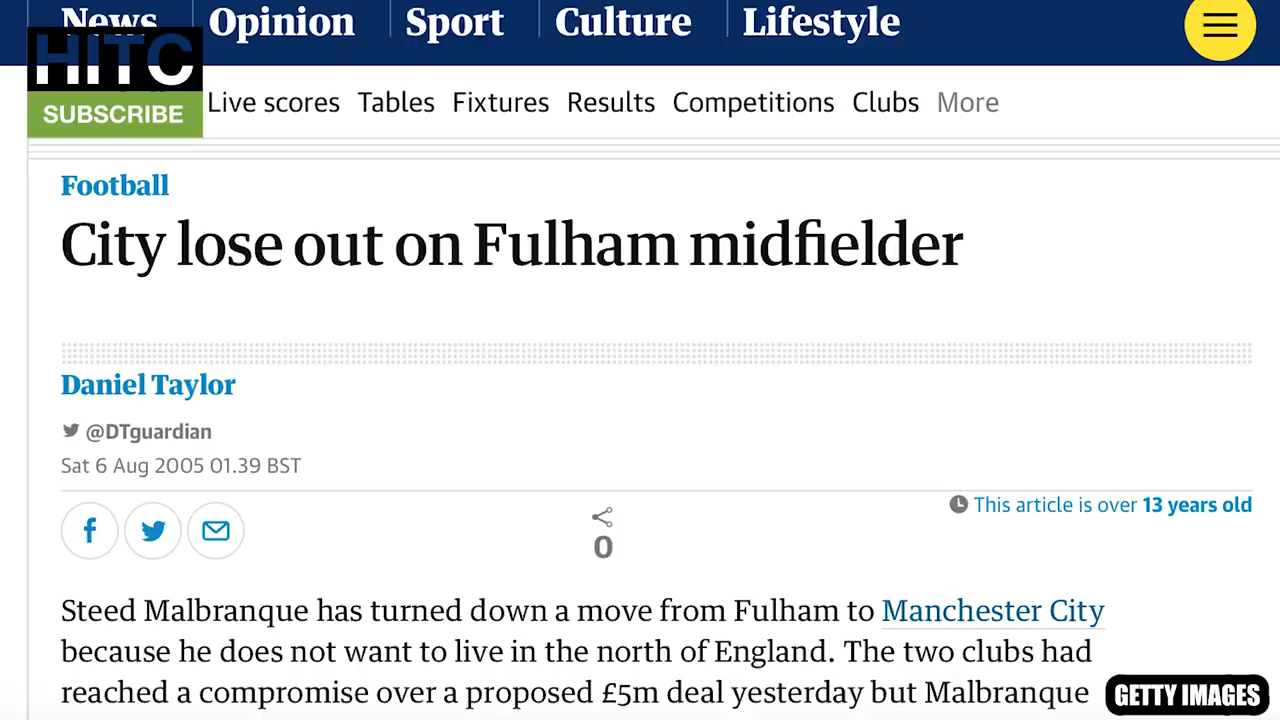 News Opinion Sport Culture Lifestyle
HITC
SUBSCRIBE
Live scores Tables Fixtures Results Competitions Clubs More
Football
City lose out on Fulham midfielder
Daniel Taylor
@DTguardian
Sat 6 Aug 2005 01.39 BST
This article is over 13 years old
0
Steed Malbranque has turned down a move from Fulham to Manchester City
because he does not want to live in the north of England. The two clubs had
reached a compromise over a proposed £5m deal yesterday but Malbranque
GETTY IMAGES